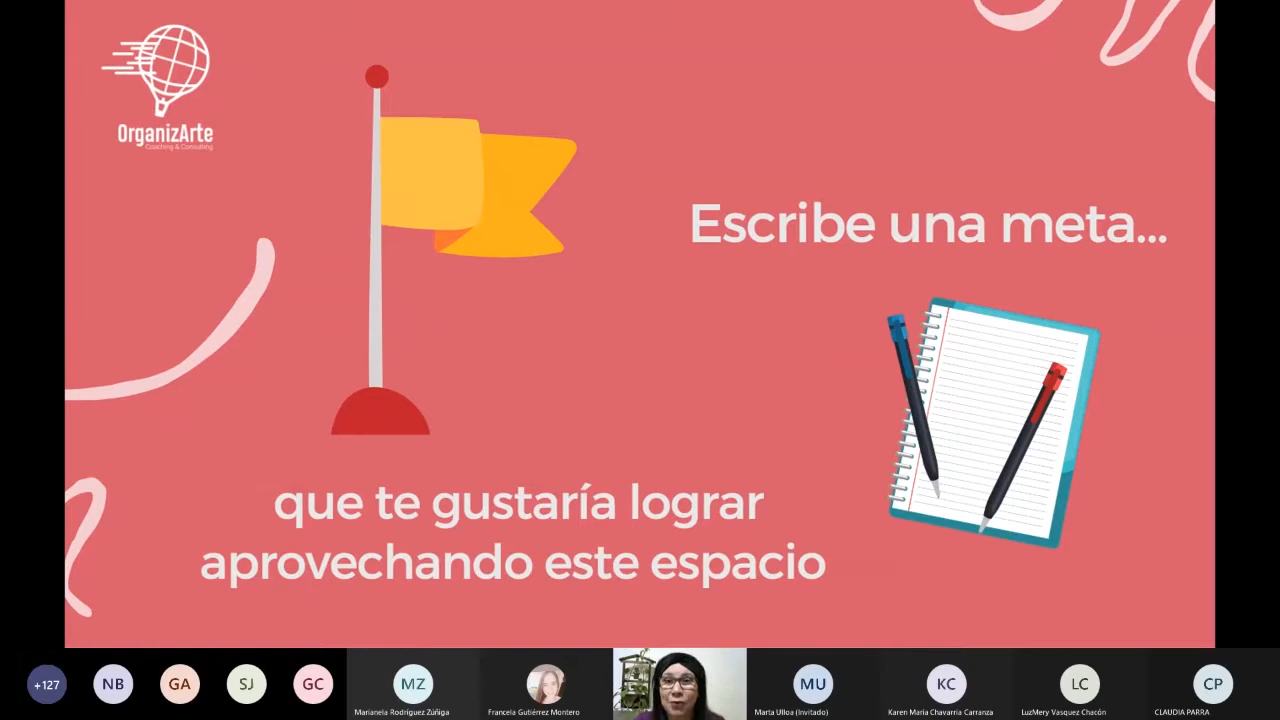 OrganizArte
Coaching & Consulting
Escribe una meta...
que te gustaría lograr
aprovechando este espacio
+127
NB
GA
SJ
GC
MZ
MU
KC
LC
CP
Marianela Rodríguez Zúñiga
Francela Gutiérrez Montero
Marta Ulloa (Invitado)
Karen Maria Chavarria Carranza
LuzMery Vasquez Chacón
CLAUDIA PARRA